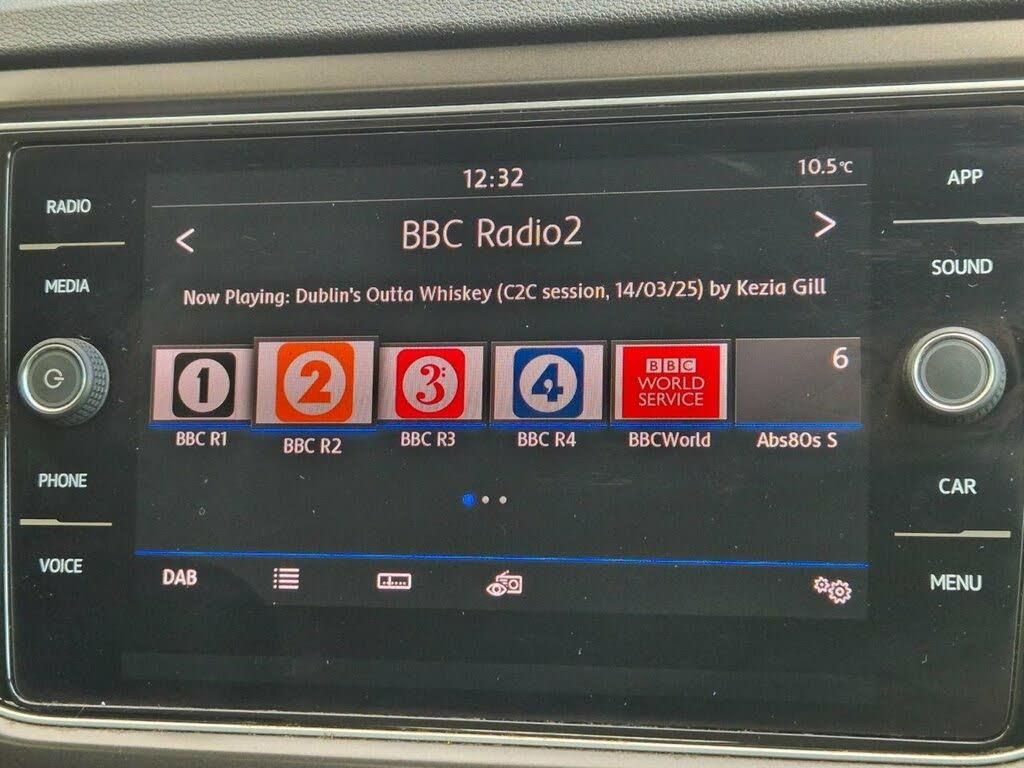 12:32
10.5°C
RADIO
MEDIA
PHONE
VOICE
< BBC Radio2 >
Now Playing: Dublin's Outta Whiskey (C2C session, 14/03/25) by Kezia Gill
1
2
3
4
BBC
WORLD
SERVICE
6
BBC R1
BBC R2
BBC R3
BBC R4
BBCWorld
Abs80s S
DAB
APP
SOUND
CAR
MENU